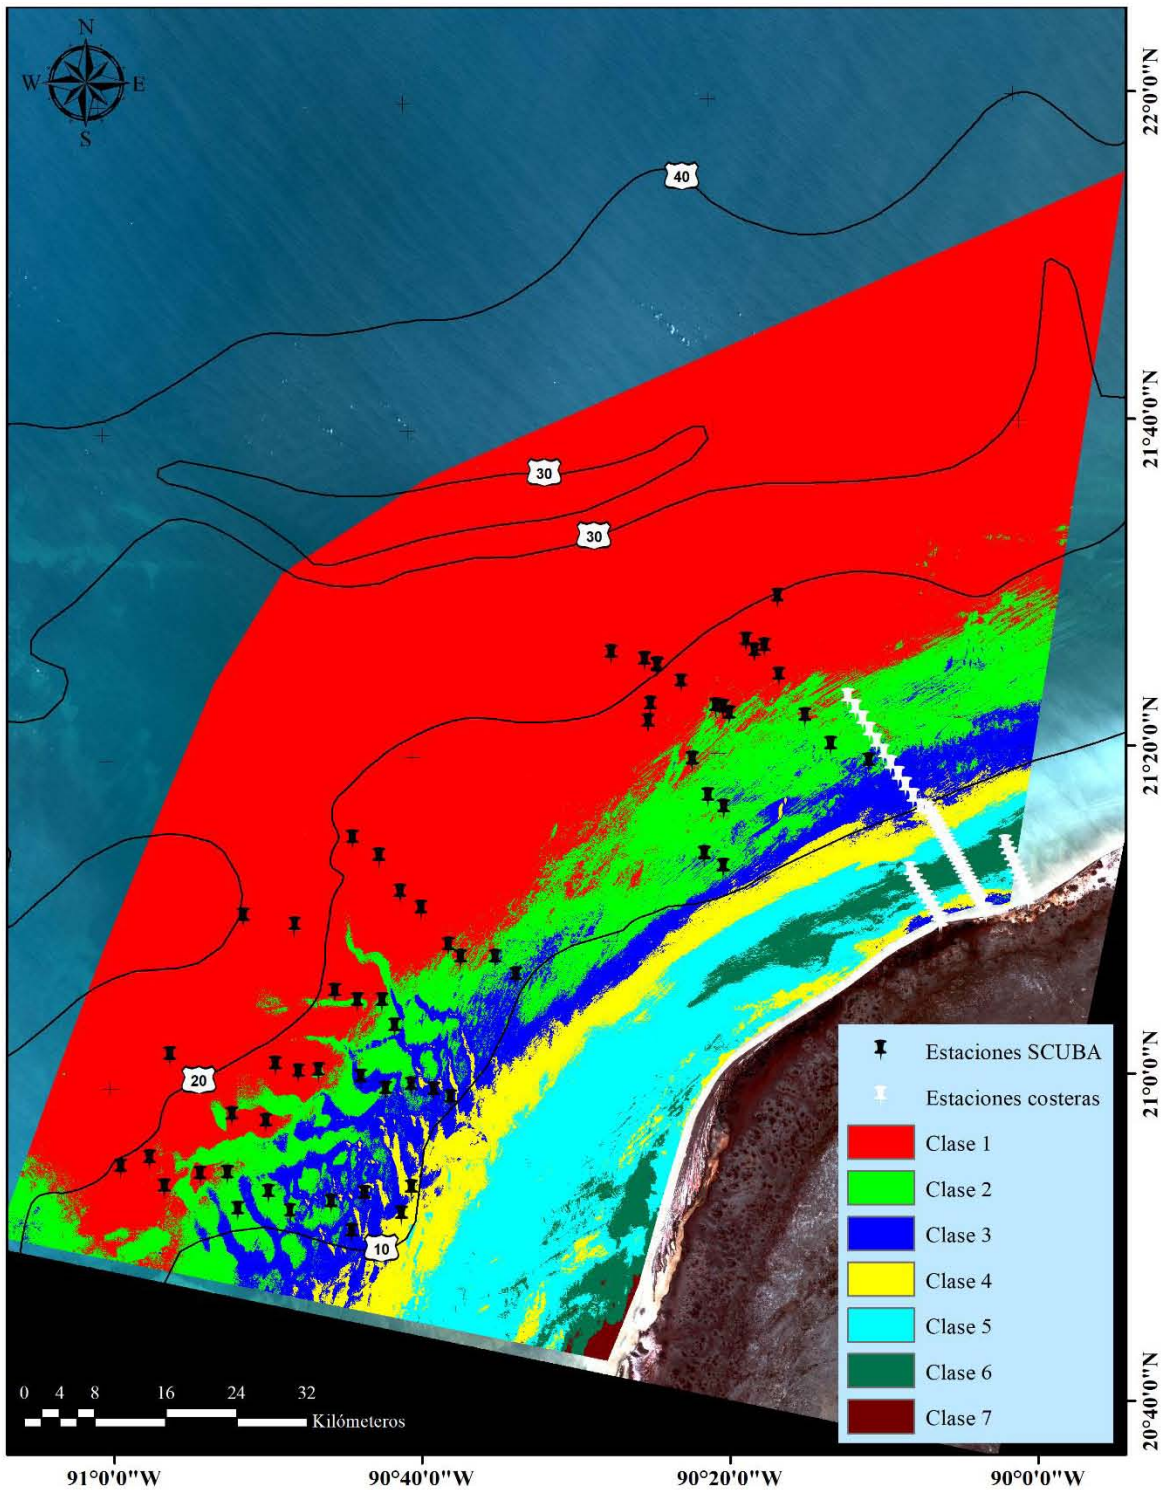 N
W E
S
22°0'0"N
40
21°40'0"N
30
30
21°20'0"N
21°0'0"N
20
10
Estaciones SCUBA
Estaciones costeras
Clase 1
Clase 2
Clase 3
Clase 4
Clase 5
Clase 6
Clase 7
0 4 8 16 24 32
Kilómeteros
20°40'0"N
91°0'0"W 90°40'0"W 90°20'0"W 90°0'0"W